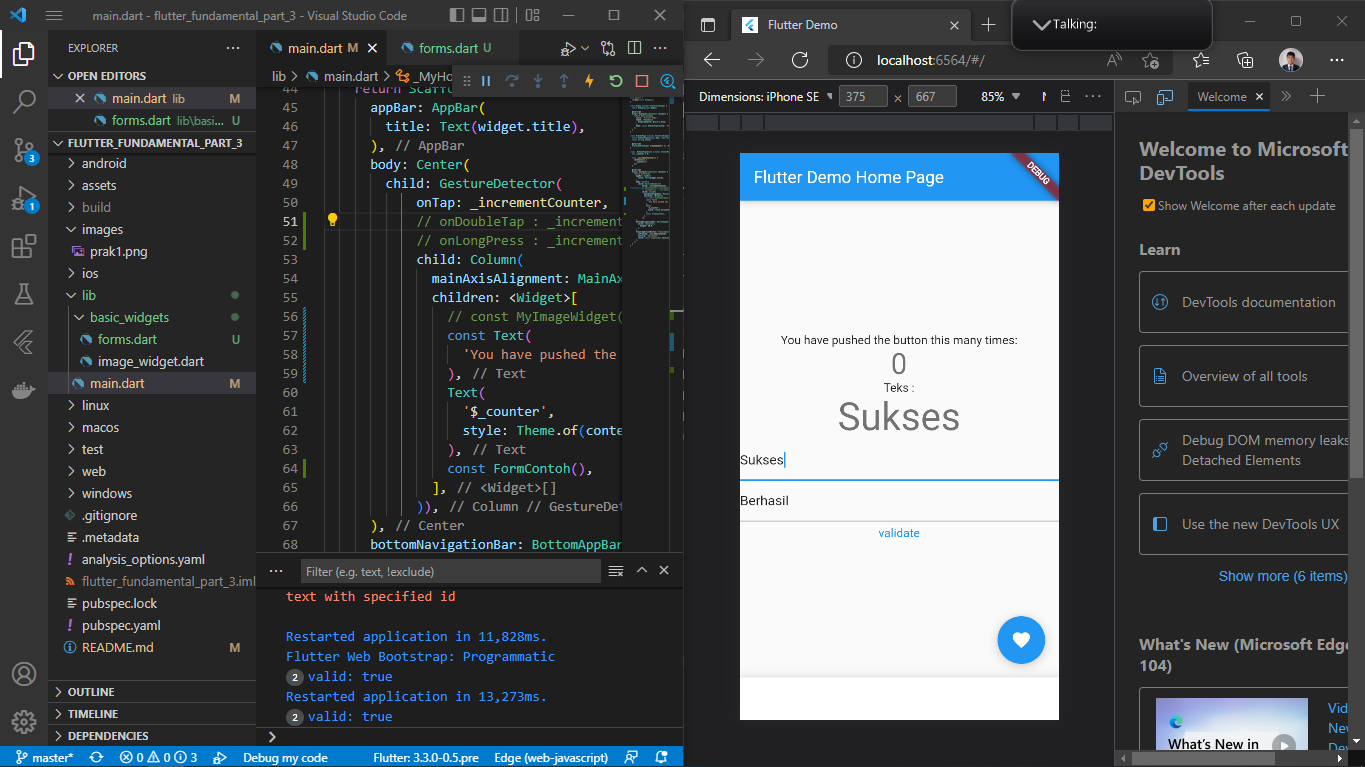 main.dart - flutter_fundamental_part_3 - Visual Studio Code
EXPLORER
OPEN EDITORS
main.dart lib M
forms.dart lib\basi... U
FLUTTER_FUNDAMENTAL_PART_3
android
assets
build
images
prak1.png
ios
lib
basic_widgets
forms.dart U
image_widget.dart
main.dart M
linux
macos
test
web
windows
.gitignore
.metadata
analysis_options.yaml
flutter_fundamental_part_3.iml
pubspec.lock
pubspec.yaml
README.md M
OUTLINE
TIMELINE
DEPENDENCIES
3
1
main.dart M
forms.dart U
lib > main.dart > _MyHo
44 return Scaff
45 appBar: AppBar(
46 title: Text(widget.title),
47 ), // AppBar
48 body: Center(
49 child: GestureDetector(
50 onTap: _incrementCounter,
51 // onDoubleTap : _increment
52 // onLongPress : _increment
53 child: Column(
54 mainAxisAlignment: MainAx
55 children: <Widget>[
56 // const MyImageWidget(
57 const Text(
58 'You have pushed the
59 ), // Text
60 Text(
61 '$_counter',
62 style: Theme.of(conte
63 ), // Text
64 const FormContoh(),
65 ], // <Widget>[]
66 )), // Column // GestureDet
67 ), // Center
68 bottomNavigationBar: BottomAppBar
Filter (e.g. text, !exclude)
text with specified id
Restarted application in 11,828ms.
Flutter Web Bootstrap: Programmatic
2 valid: true
Restarted application in 13,273ms.
2 valid: true
master*
0 0 3
Debug my code
Flutter: 3.3.0-0.5.pre
Edge (web-javascript)
Flutter Demo
Talking:
localhost:6564/#/
Dimensions: iPhone SE
375 × 667
85%
Welcome
Flutter Demo Home Page
DEBUG
You have pushed the button this many times:
0
Teks :
Sukses
Sukses
Berhasil
validate
Welcome to Microsoft
DevTools
Show Welcome after each update
Learn
DevTools documentation
Overview of all tools
Debug DOM memory leaks
Detached Elements
Use the new DevTools UX
Show more (6 items)
What's New (Microsoft Edge
104)
What's New in
Vid
New
Dev